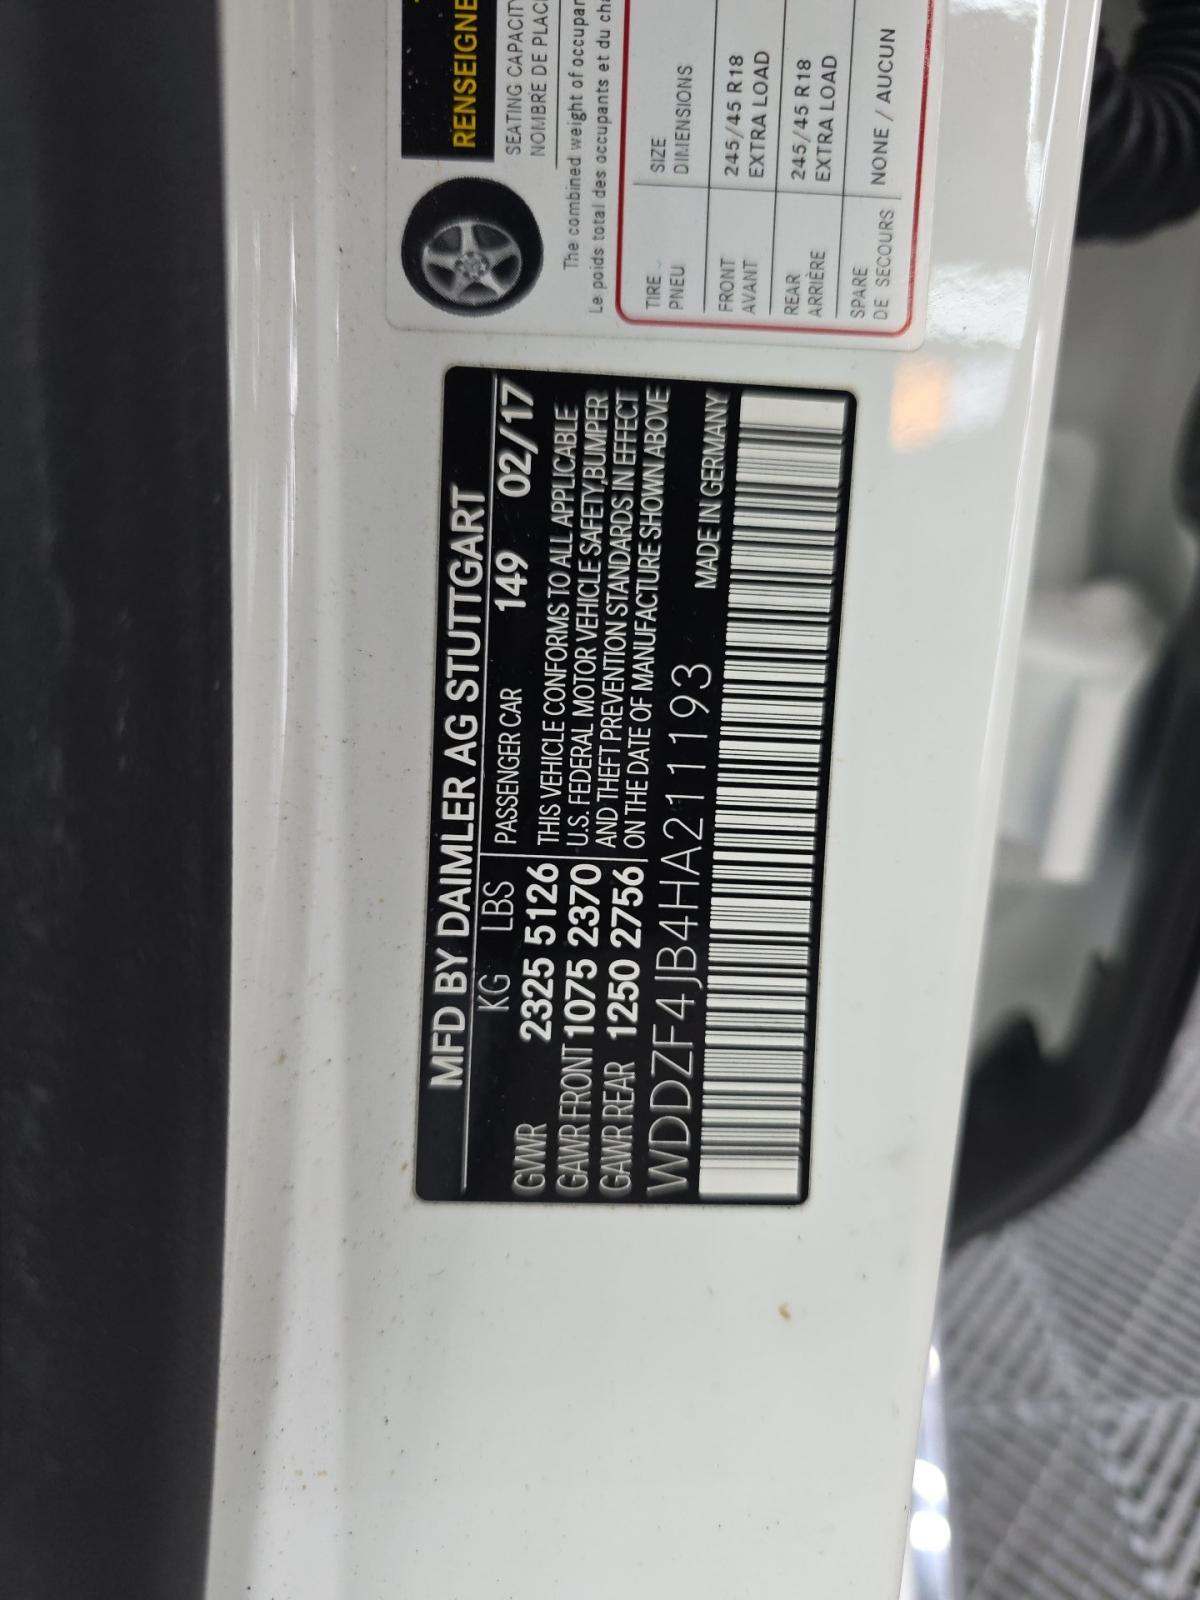 MFD BY DAIMLER AG STUTTGART
KG LBS PASSENGER CAR 149 02/17
GVWR 2325 5126 THIS VEHICLE CONFORMS TO ALL APPLICABLE
GAWR FRONT 1075 2370 U.S. FEDERAL MOTOR VEHICLE SAFETY,BUMPER
GAWR REAR 1250 2756 AND THEFT PREVENTION STANDARDS IN EFFECT
ON THE DATE OF MANUFACTURE SHOWN ABOVE
WDDZF4JB4HA211193 MADE IN GERMANY
RENSEIGNE
SEATING CAPACITY
NOMBRE DE PLAC
The combined weight of occupan
Le poids total des occupants et du cha
TIRE SIZE
PNEU DIMENSIONS
FRONT 245/45 R18
AVANT EXTRA LOAD
REAR 245/45 R18
ARRIÈRE EXTRA LOAD
SPARE
DE SECOURS NONE / AUCUN